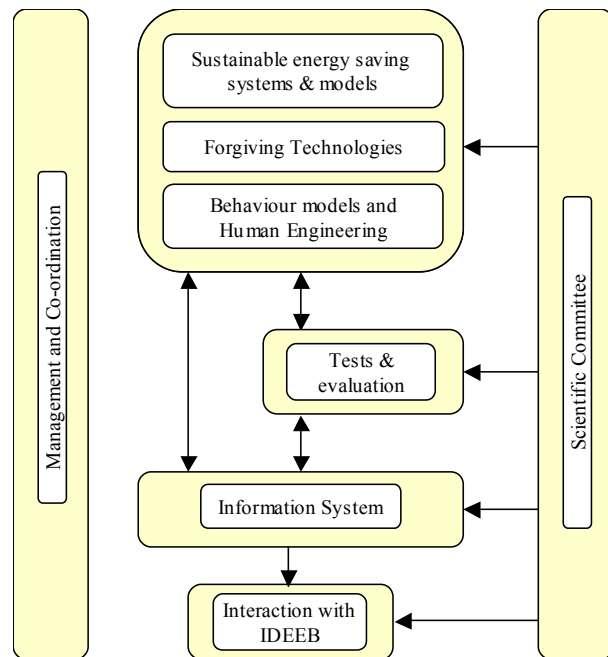 Management and Co-ordination
Sustainable energy saving
systems & models
Forgiving Technologies
Behaviour models and
Human Engineering
Tests &
evaluation
Information System
Interaction with
IDEEB
Scientific Committee